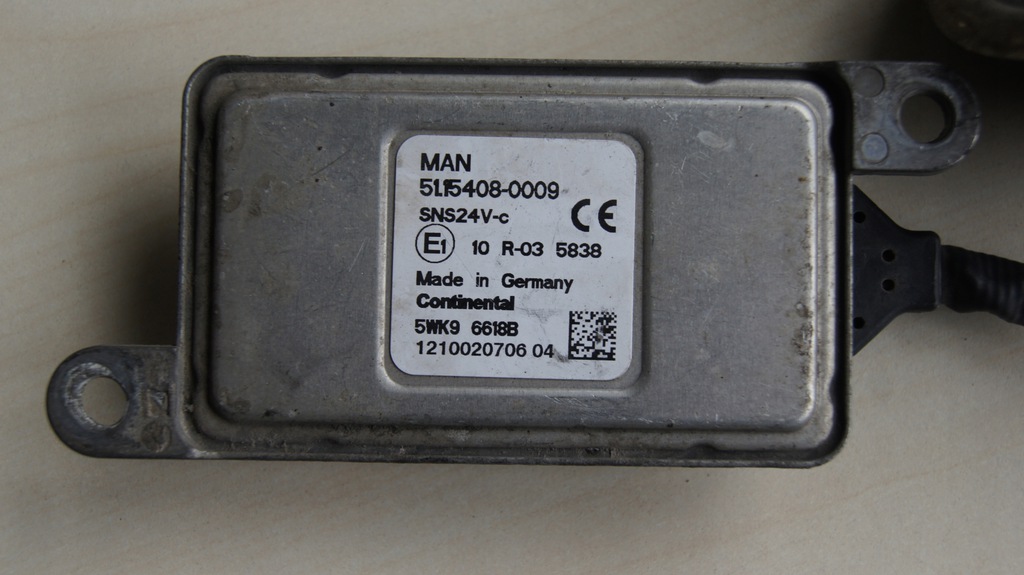 MAN
51.15408-0009
SNS24V-c CE
E1 10 R-03 5838
Made in Germany
Continental
5WK9 6618B
1210020706 04